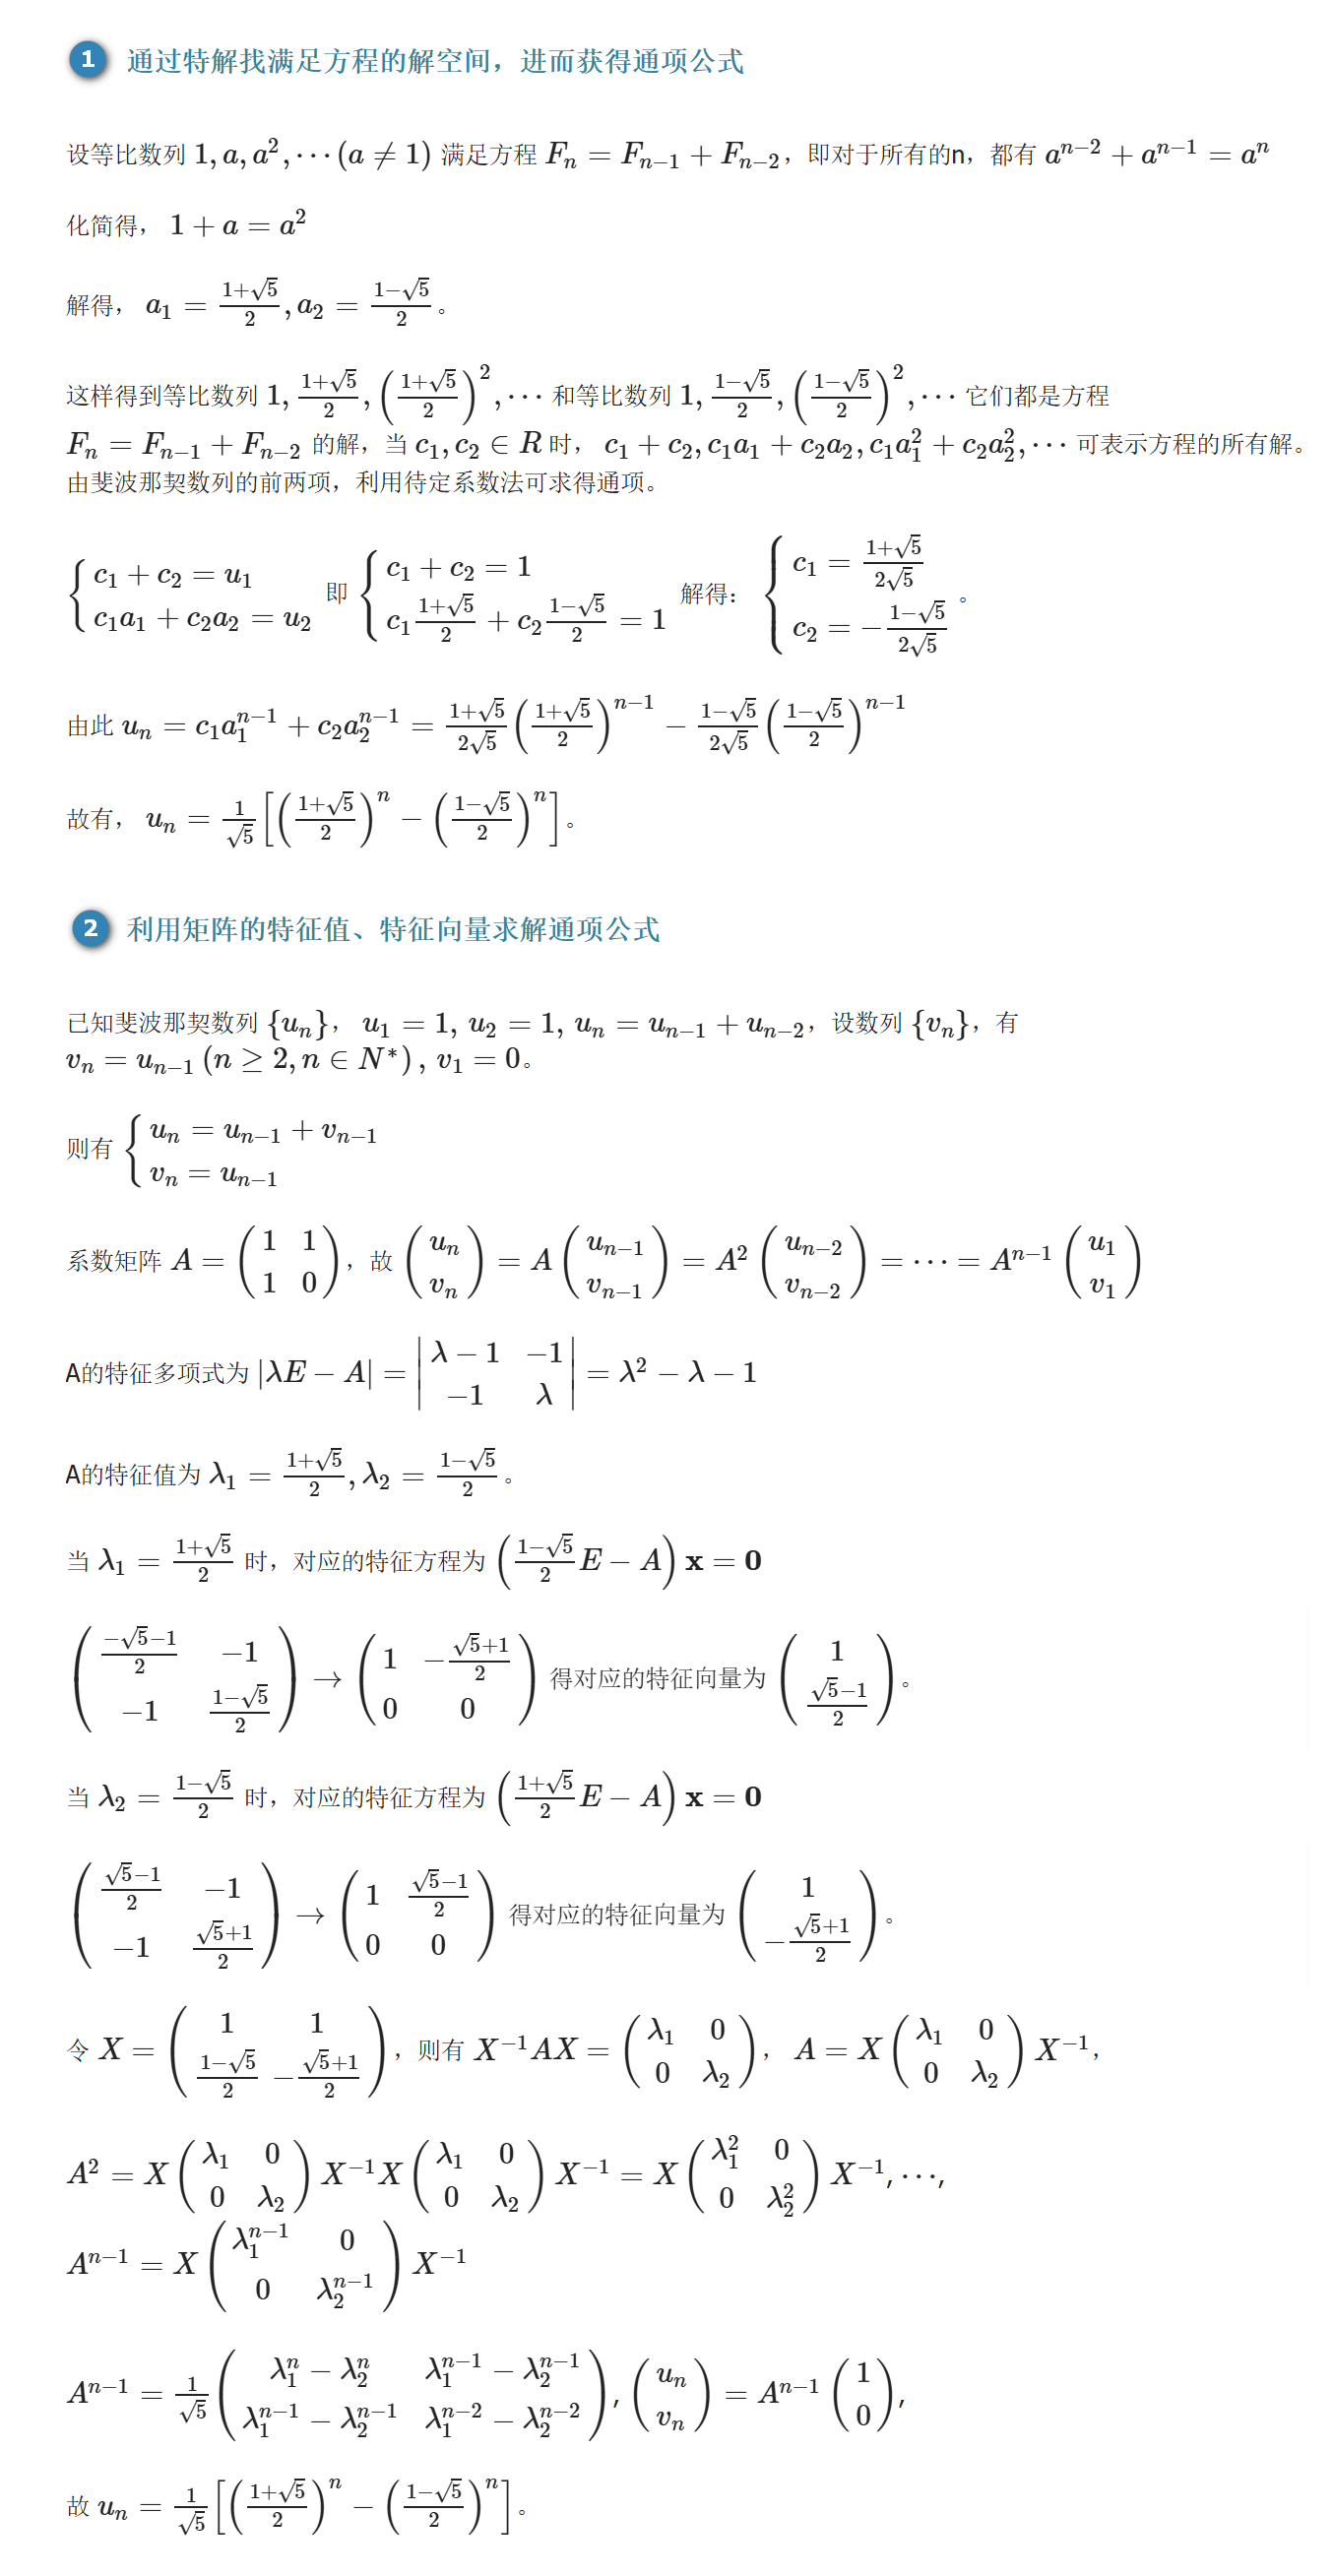 1 通过特解找满足方程的解空间，进而获得通项公式
设等比数列 $1, a, a^2, \cdots (a \neq 1)$ 满足方程 $F_n = F_{n-1} + F_{n-2}$，即对于所有的n，都有 $a^{n-2} + a^{n-1} = a^n$
化简得， $1 + a = a^2$
解得， $a_1 = \frac{1+\sqrt{5}}{2}, a_2 = \frac{1-\sqrt{5}}{2}$。
这样得到等比数列 $1, \frac{1+\sqrt{5}}{2}, \left(\frac{1+\sqrt{5}}{2}\right)^2, \cdots$ 和等比数列 $1, \frac{1-\sqrt{5}}{2}, \left(\frac{1-\sqrt{5}}{2}\right)^2, \cdots$ 它们都是方程
$F_n = F_{n-1} + F_{n-2}$ 的解，当 $c_1, c_2 \in R$ 时， $c_1 + c_2, c_1 a_1 + c_2 a_2, c_1 a_1^2 + c_2 a_2^2, \cdots$ 可表示方程的所有解。
由斐波那契数列的前两项，利用待定系数法可求得通项。
$\begin{cases} c_1 + c_2 = u_1 \\ c_1 a_1 + c_2 a_2 = u_2 \end{cases}$ 即 $\begin{cases} c_1 + c_2 = 1 \\ c_1 \frac{1+\sqrt{5}}{2} + c_2 \frac{1-\sqrt{5}}{2} = 1 \end{cases}$ 解得： $\begin{cases} c_1 = \frac{1+\sqrt{5}}{2\sqrt{5}} \\ c_2 = -\frac{1-\sqrt{5}}{2\sqrt{5}} \end{cases}$。
由此 $u_n = c_1 a_1^{n-1} + c_2 a_2^{n-1} = \frac{1+\sqrt{5}}{2\sqrt{5}} \left(\frac{1+\sqrt{5}}{2}\right)^{n-1} - \frac{1-\sqrt{5}}{2\sqrt{5}} \left(\frac{1-\sqrt{5}}{2}\right)^{n-1}$
故有， $u_n = \frac{1}{\sqrt{5}} \left[ \left(\frac{1+\sqrt{5}}{2}\right)^n - \left(\frac{1-\sqrt{5}}{2}\right)^n \right]$。
2 利用矩阵的特征值、特征向量求解通项公式
已知斐波那契数列 $\{u_n\}$， $u_1 = 1, u_2 = 1, u_n = u_{n-1} + u_{n-2}$，设数列 $\{v_n\}$，有
$v_n = u_{n-1} (n \geq 2, n \in N^*), v_1 = 0$。
则有 $\begin{cases} u_n = u_{n-1} + v_{n-1} \\ v_n = u_{n-1} \end{cases}$
系数矩阵 $A = \begin{pmatrix} 1 & 1 \\ 1 & 0 \end{pmatrix}$，故 $\begin{pmatrix} u_n \\ v_n \end{pmatrix} = A \begin{pmatrix} u_{n-1} \\ v_{n-1} \end{pmatrix} = A^2 \begin{pmatrix} u_{n-2} \\ v_{n-2} \end{pmatrix} = \cdots = A^{n-1} \begin{pmatrix} u_1 \\ v_1 \end{pmatrix}$
A的特征多项式为 $|\lambda E - A| = \begin{vmatrix} \lambda - 1 & -1 \\ -1 & \lambda \end{vmatrix} = \lambda^2 - \lambda - 1$
A的特征值为 $\lambda_1 = \frac{1+\sqrt{5}}{2}, \lambda_2 = \frac{1-\sqrt{5}}{2}$。
当 $\lambda_1 = \frac{1+\sqrt{5}}{2}$ 时，对应的特征方程为 $\left(\frac{1-\sqrt{5}}{2} E - A\right) \mathbf{x} = \mathbf{0}$
$\begin{pmatrix} \frac{-\sqrt{5}-1}{2} & -1 \\ -1 & \frac{1-\sqrt{5}}{2} \end{pmatrix} \to \begin{pmatrix} 1 & -\frac{\sqrt{5}+1}{2} \\ 0 & 0 \end{pmatrix}$ 得对应的特征向量为 $\begin{pmatrix} 1 \\ \frac{\sqrt{5}-1}{2} \end{pmatrix}$。
当 $\lambda_2 = \frac{1-\sqrt{5}}{2}$ 时，对应的特征方程为 $\left(\frac{1+\sqrt{5}}{2} E - A\right) \mathbf{x} = \mathbf{0}$
$\begin{pmatrix} \frac{\sqrt{5}-1}{2} & -1 \\ -1 & \frac{\sqrt{5}+1}{2} \end{pmatrix} \to \begin{pmatrix} 1 & \frac{\sqrt{5}-1}{2} \\ 0 & 0 \end{pmatrix}$ 得对应的特征向量为 $\begin{pmatrix} 1 \\ -\frac{\sqrt{5}+1}{2} \end{pmatrix}$。
令 $X = \begin{pmatrix} 1 & 1 \\ \frac{1-\sqrt{5}}{2} & -\frac{\sqrt{5}+1}{2} \end{pmatrix}$，则有 $X^{-1}AX = \begin{pmatrix} \lambda_1 & 0 \\ 0 & \lambda_2 \end{pmatrix}$， $A = X \begin{pmatrix} \lambda_1 & 0 \\ 0 & \lambda_2 \end{pmatrix} X^{-1}$，
$A^2 = X \begin{pmatrix} \lambda_1 & 0 \\ 0 & \lambda_2 \end{pmatrix} X^{-1} X \begin{pmatrix} \lambda_1 & 0 \\ 0 & \lambda_2 \end{pmatrix} X^{-1} = X \begin{pmatrix} \lambda_1^2 & 0 \\ 0 & \lambda_2^2 \end{pmatrix} X^{-1}, \cdots,$
$A^{n-1} = X \begin{pmatrix} \lambda_1^{n-1} & 0 \\ 0 & \lambda_2^{n-1} \end{pmatrix} X^{-1}$
$A^{n-1} = \frac{1}{\sqrt{5}} \begin{pmatrix} \lambda_1^n - \lambda_2^n & \lambda_1^{n-1} - \lambda_2^{n-1} \\ \lambda_1^{n-1} - \lambda_2^{n-1} & \lambda_1^{n-2} - \lambda_2^{n-2} \end{pmatrix}, \begin{pmatrix} u_n \\ v_n \end{pmatrix} = A^{n-1} \begin{pmatrix} 1 \\ 0 \end{pmatrix},$
故 $u_n = \frac{1}{\sqrt{5}} \left[ \left(\frac{1+\sqrt{5}}{2}\right)^n - \left(\frac{1-\sqrt{5}}{2}\right)^n \right]$。